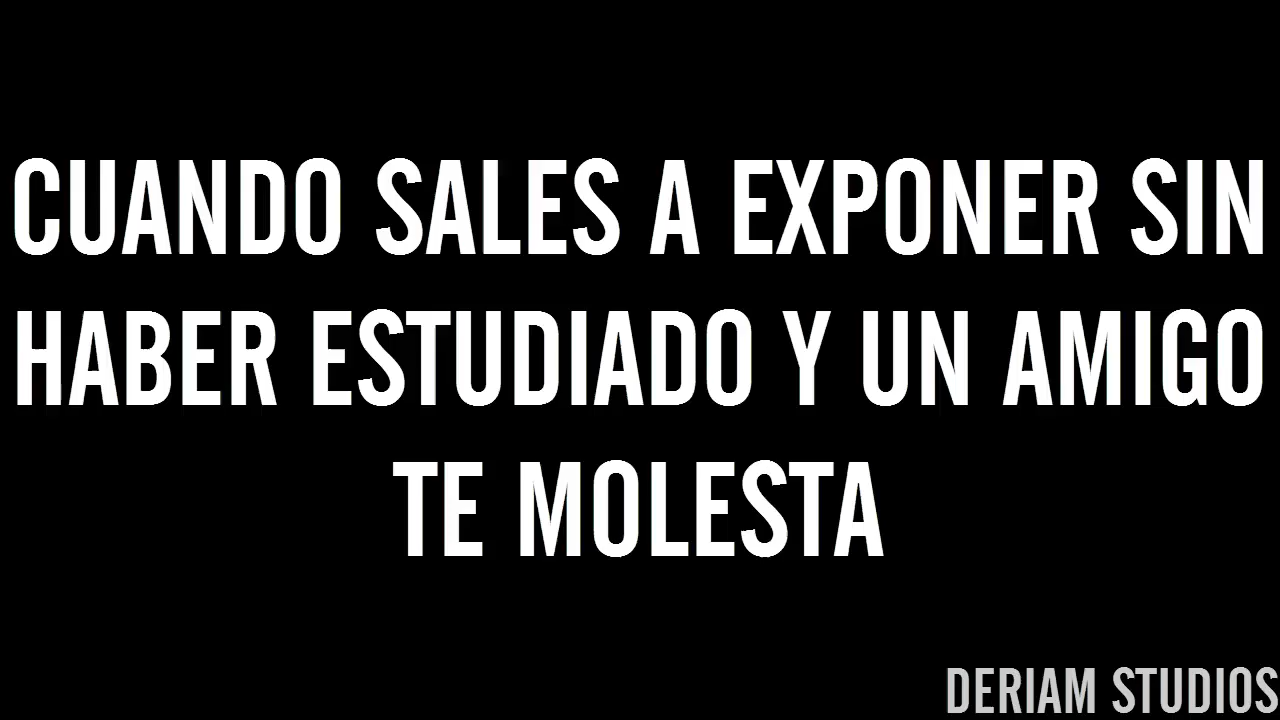 CUANDO SALES A EXPONER SIN
HABER ESTUDIADO Y UN AMIGO
TE MOLESTA
DERIAM STUDIOS